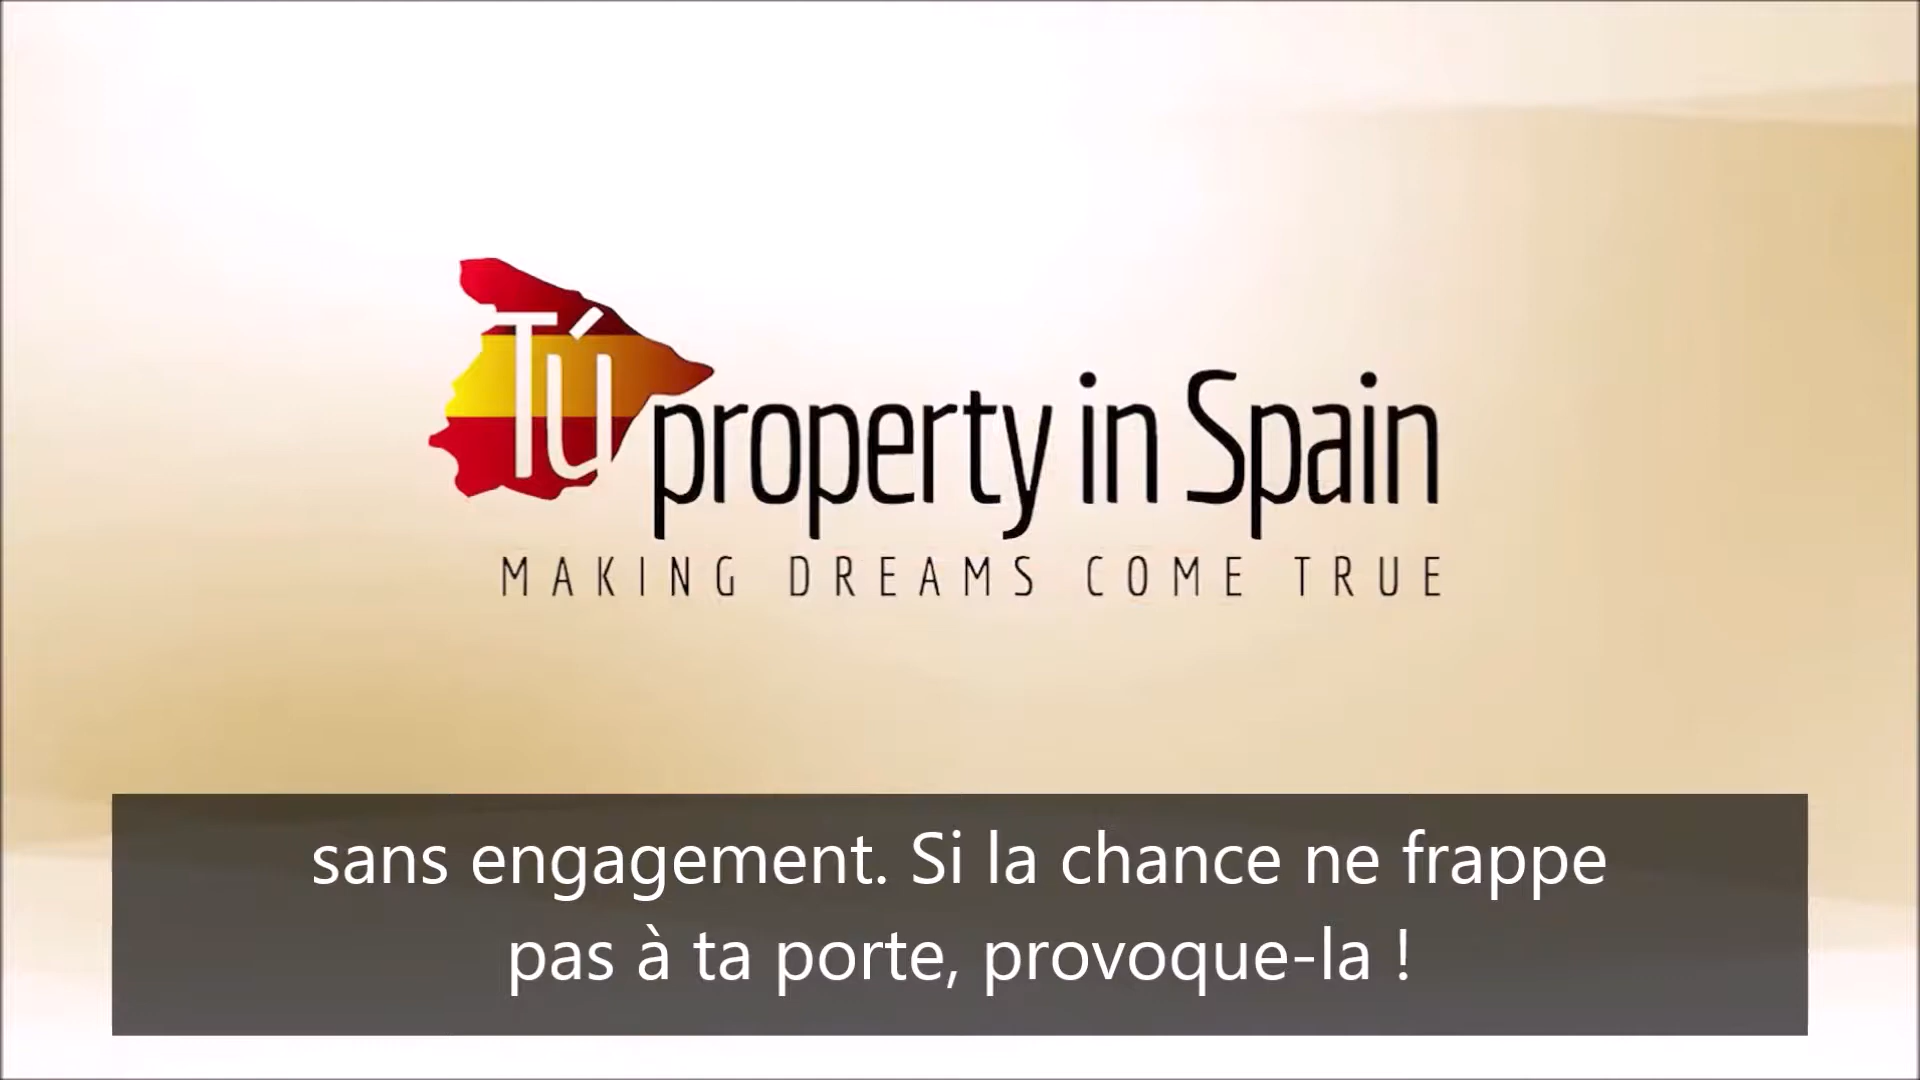 Tú property in Spain
MAKING DREAMS COME TRUE
sans engagement. Si la chance ne frappe
pas à ta porte, provoque-la !